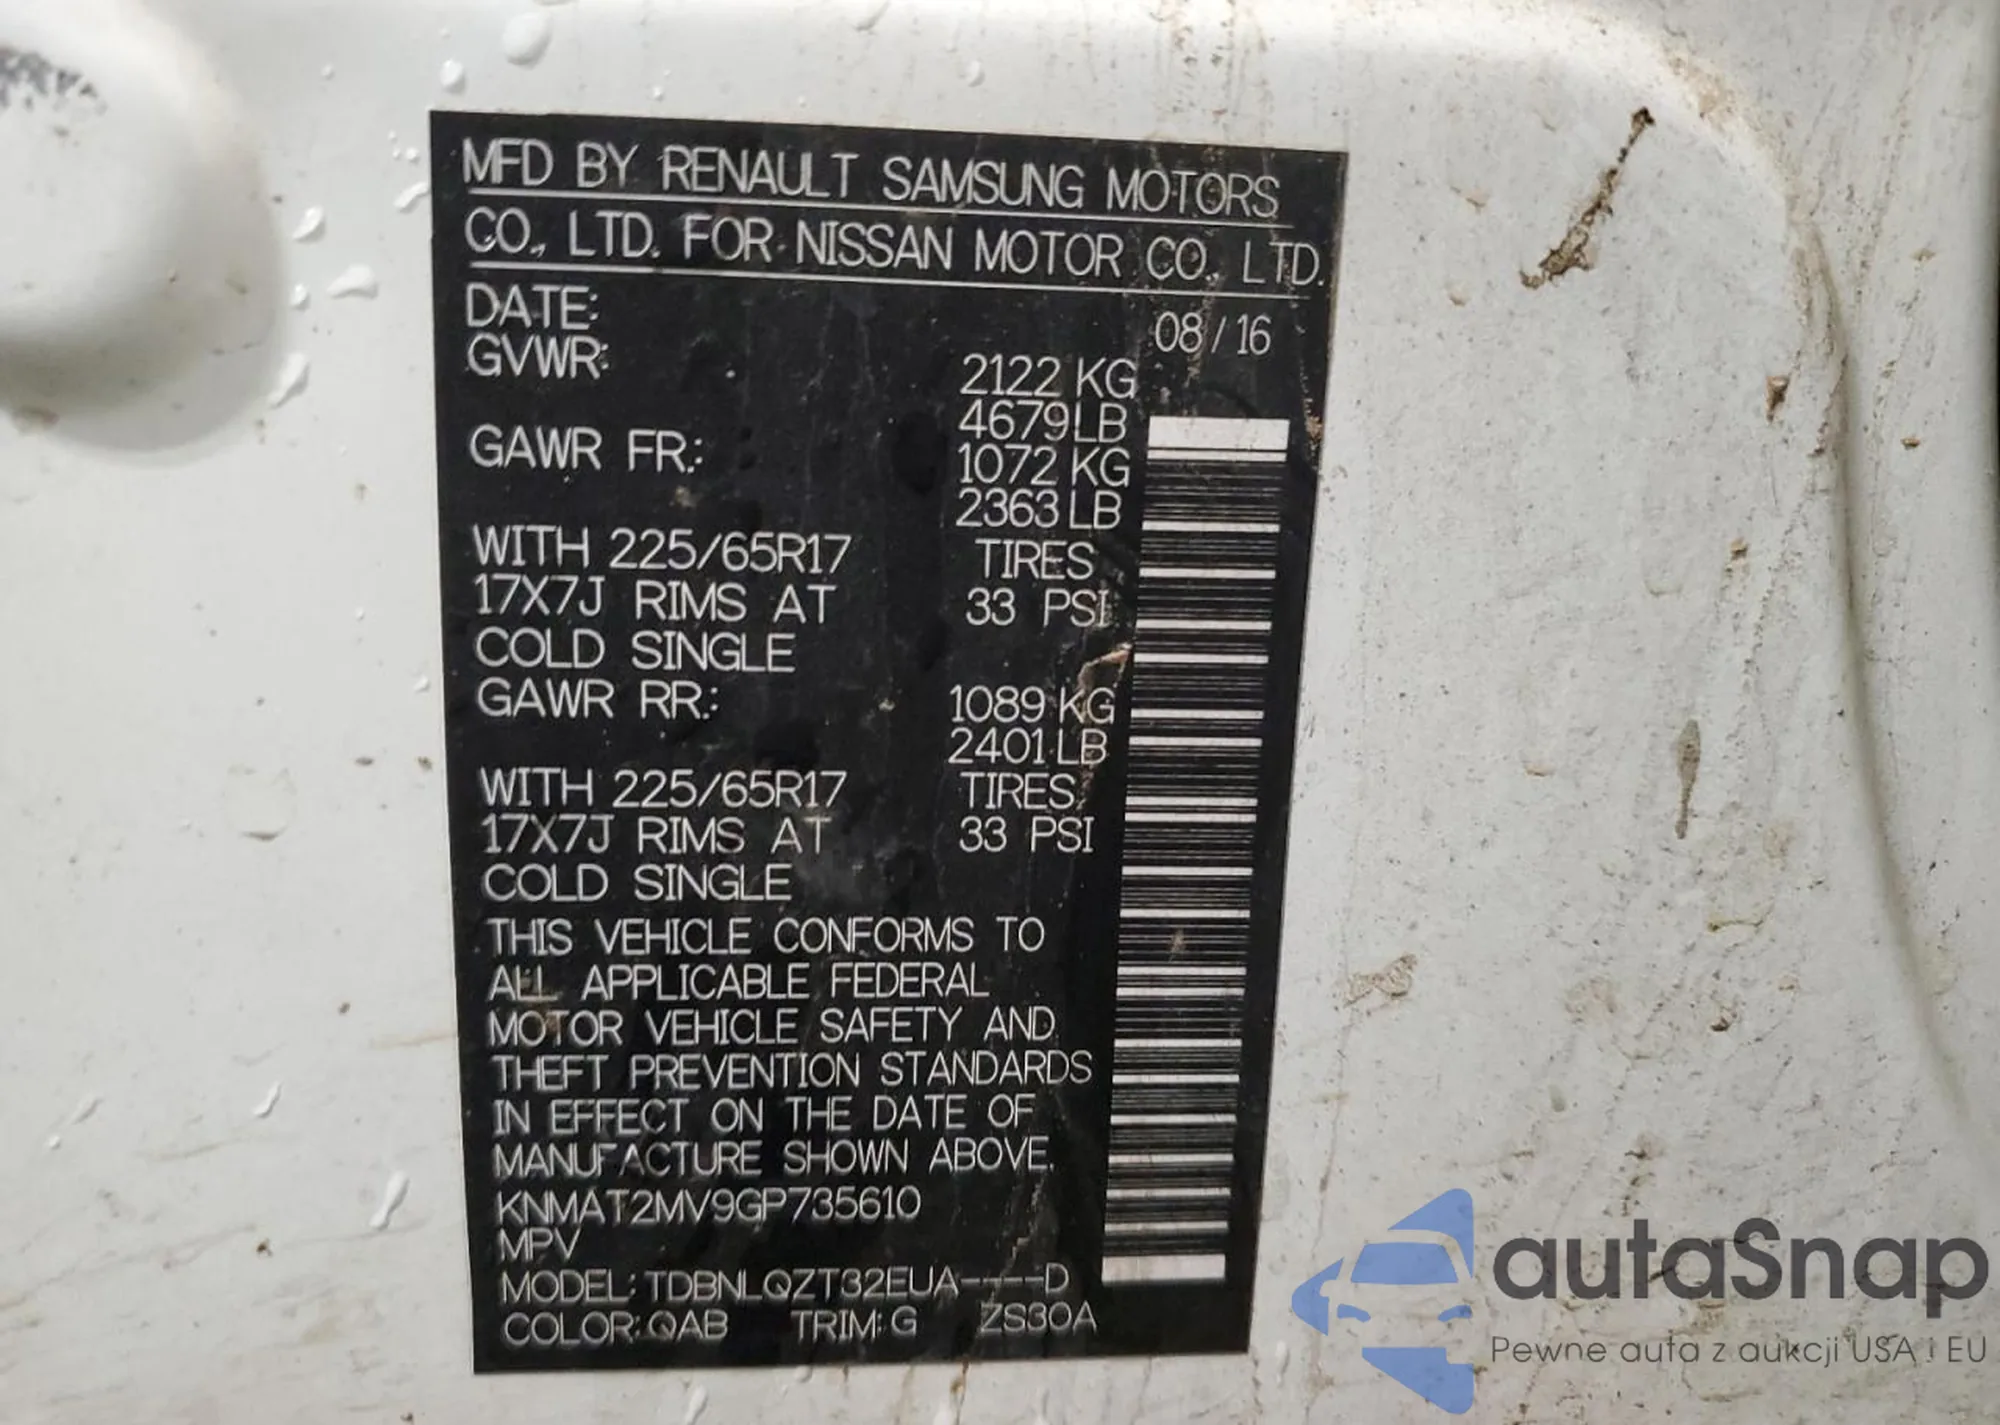 MFD BY RENAULT SAMSUNG MOTORS
CO., LTD. FOR NISSAN MOTOR CO., LTD.
DATE: 08 / 16
GVWR: 2122 KG
4679 LB
GAWR FR.: 1072 KG
2363 LB
WITH 225/65R17 TIRES
17X7J RIMS AT 33 PSI
COLD SINGLE
GAWR RR.: 1089 KG
2401 LB
WITH 225/65R17 TIRES,
17X7J RIMS AT 33 PSI
COLD SINGLE
THIS VEHICLE CONFORMS TO
ALL APPLICABLE FEDERAL
MOTOR VEHICLE SAFETY AND
THEFT PREVENTION STANDARDS
IN EFFECT ON THE DATE OF
MANUFACTURE SHOWN ABOVE.
KNMAT2MV9GP735610
MPV
MODEL: TDBNLQZT32EUA----D
COLOR: QAB TRIM: G ZS30A
autaSnap
Pewne auta z aukcji USA i EU